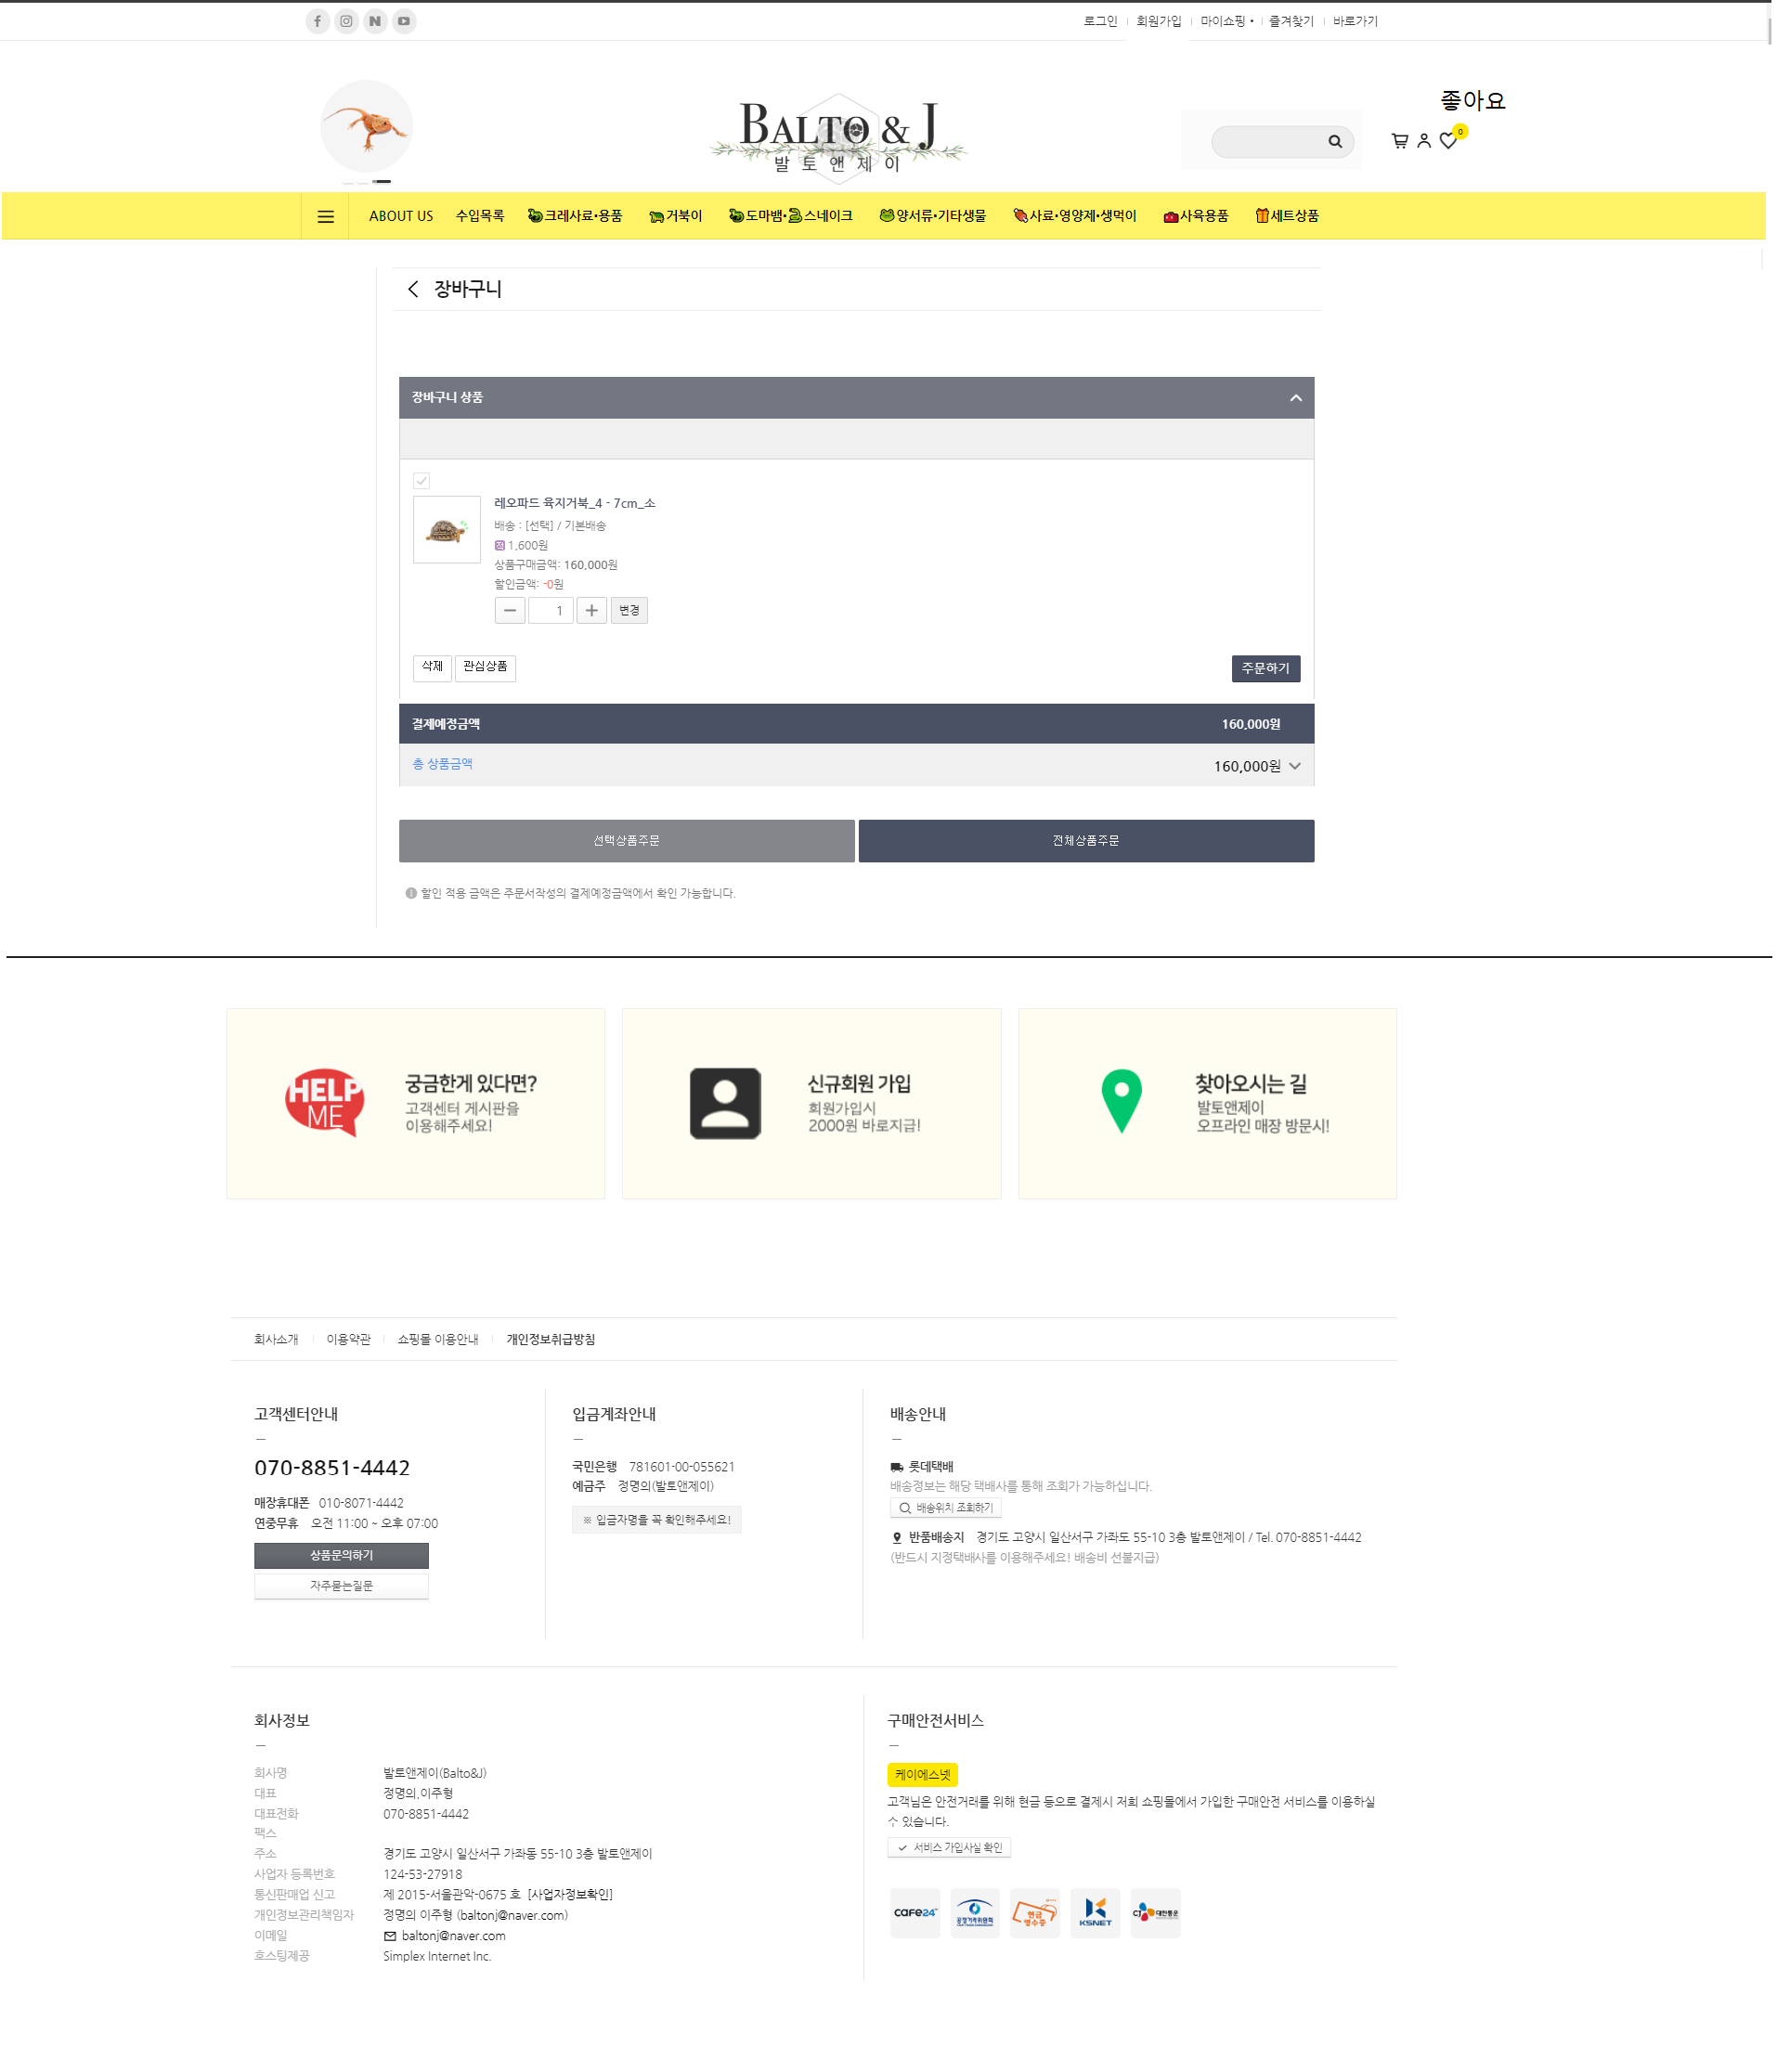 로그인 회원가입 마이쇼핑 • 즐겨찾기 바로가기
좋아요
BALTO & J
발토앤제이
0
ABOUT US 수입목록 크레사료•용품 거북이 도마뱀•스네이크 양서류•기타생물 사료•영양제•생먹이 사육용품 세트상품
장바구니
장바구니 상품
레오파드 육지거북_4 - 7cm_소
배송 : [선택] / 기본배송
적 1,600원
상품구매금액: 160,000원
할인금액: -0원
1 변경
삭제 관심상품 주문하기
결제예정금액 160,000원
총 상품금액 160,000원
선택상품주문 전체상품주문
할인 적용 금액은 주문서작성의 결제예정금액에서 확인 가능합니다.
HELP ME
궁금한게 있다면?
고객센터 게시판을
이용해주세요!
신규회원 가입
회원가입시
2000원 바로지급!
찾아오시는 길
발토앤제이
오프라인 매장 방문시!
회사소개 이용약관 쇼핑몰 이용안내 개인정보취급방침
고객센터안내
070-8851-4442
매장휴대폰 010-8071-4442
연중무휴 오전 11:00 ~ 오후 07:00
상품문의하기
자주묻는질문
입금계좌안내
국민은행 781601-00-055621
예금주 정명의(발토앤제이)
※ 입금자명을 꼭 확인해주세요!
배송안내
롯데택배
배송정보는 해당 택배사를 통해 조회가 가능하십니다.
배송위치 조회하기
반품배송지 경기도 고양시 일산서구 가좌도 55-10 3층 발토앤제이 / Tel. 070-8851-4442
(반드시 지정택배사를 이용해주세요! 배송비 선불지급)
회사정보
회사명 발토앤제이(Balto&J)
대표 정명의,이주형
대표전화 070-8851-4442
팩스
주소 경기도 고양시 일산서구 가좌동 55-10 3층 발토앤제이
사업자 등록번호 124-53-27918
통신판매업 신고 제 2015-서울관악-0675 호 [사업자정보확인]
개인정보관리책임자 정명의 이주형 (baltonj@naver.com)
이메일 baltonj@naver.com
호스팅제공 Simplex Internet Inc.
구매안전서비스
케이에스넷
고객님은 안전거래를 위해 현금 등으로 결제시 저희 쇼핑몰에서 가입한 구매안전 서비스를 이용하실
수 있습니다.
서비스 가입사실 확인
cafe24 공정거래위원회 현금영수증 KSNET CJ 대한통운